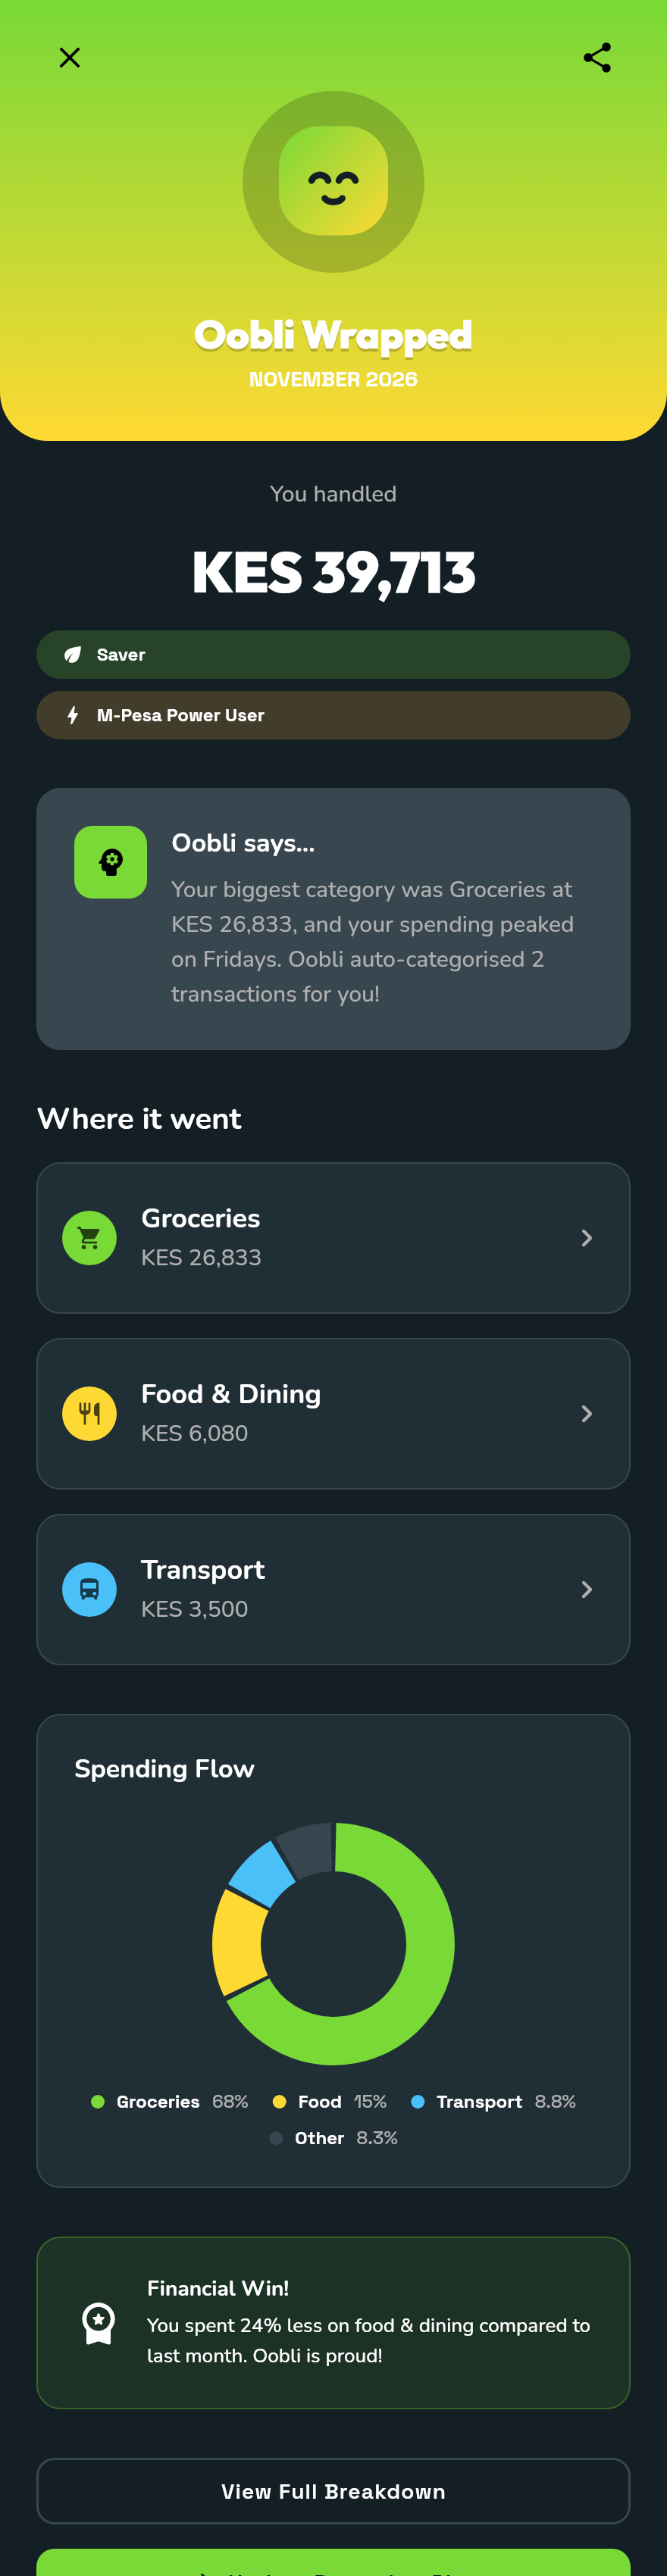 Oobli Wrapped
NOVEMBER 2026
You handled
KES 39,713
Saver
M-Pesa Power User
Oobli says...
Your biggest category was Groceries at
KES 26,833, and your spending peaked
on Fridays. Oobli auto-categorised 2
transactions for you!
Where it went
Groceries
KES 26,833
Food & Dining
KES 6,080
Transport
KES 3,500
Spending Flow
Groceries 68% Food 15% Transport 8.8%
Other 8.3%
Financial Win!
You spent 24% less on food & dining compared to
last month. Oobli is proud!
View Full Breakdown